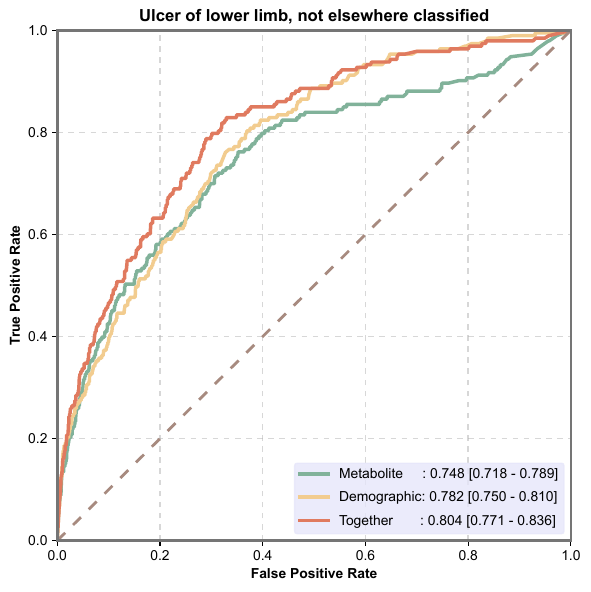 Ulcer of lower limb, not elsewhere classified
1.0
0.8
0.6
0.4
0.2
0.0
True Positive Rate
Metabolite : 0.748 [0.718 - 0.789]
Demographic: 0.782 [0.750 - 0.810]
Together : 0.804 [0.771 - 0.836]
0.0 0.2 0.4 0.6 0.8 1.0
False Positive Rate